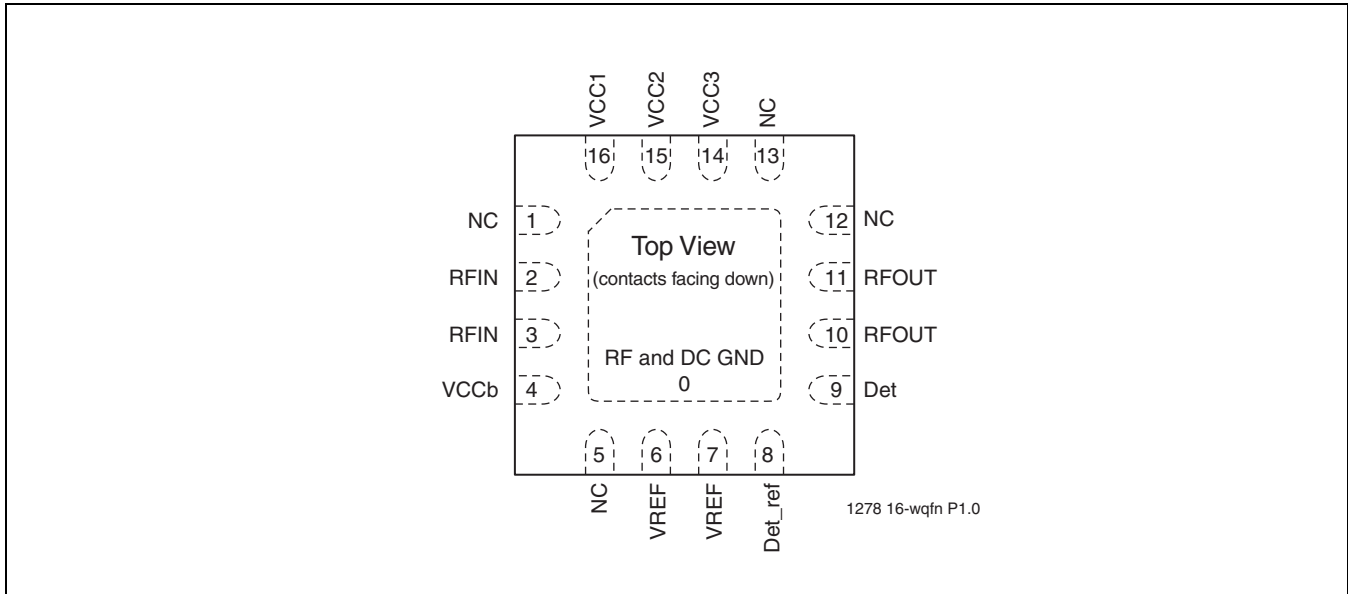 VCC1
VCC2
VCC3
NC
16
15
14
13
NC 1
12 NC
Top View
(contacts facing down)
RFIN 2
11 RFOUT
RFIN 3
10 RFOUT
RF and DC GND
0
VCCb 4
9 Det
5
6
7
8
NC
VREF
VREF
Det_ref
1278 16-wqfn P1.0